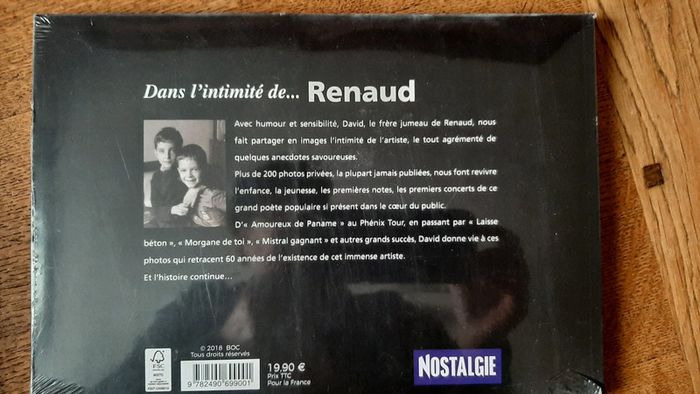 Dans l'intimité de... Renaud
Avec humour et sensibilité, David, le frère jumeau de Renaud, nous
fait partager en images l'intimité de l'artiste, le tout agrémenté de
quelques anecdotes savoureuses.
Plus de 200 photos privées, la plupart jamais publiées, nous font revivre
l'enfance, la jeunesse, les premières notes, les premiers concerts de ce
grand poète populaire si présent dans le cœur du public.
D'« Amoureux de Paname » au Phénix Tour, en passant par « Laisse
béton », « Morgane de toi », « Mistral gagnant » et autres grands succès, David donne vie à ces
photos qui retracent 60 années de l'existence de cet immense artiste.
Et l'histoire continue...
© 2018 BOC
Tous droits réservés
FSC
9782490699001
19,90 €
Prix TTC
Pour la France
NOSTALGIE